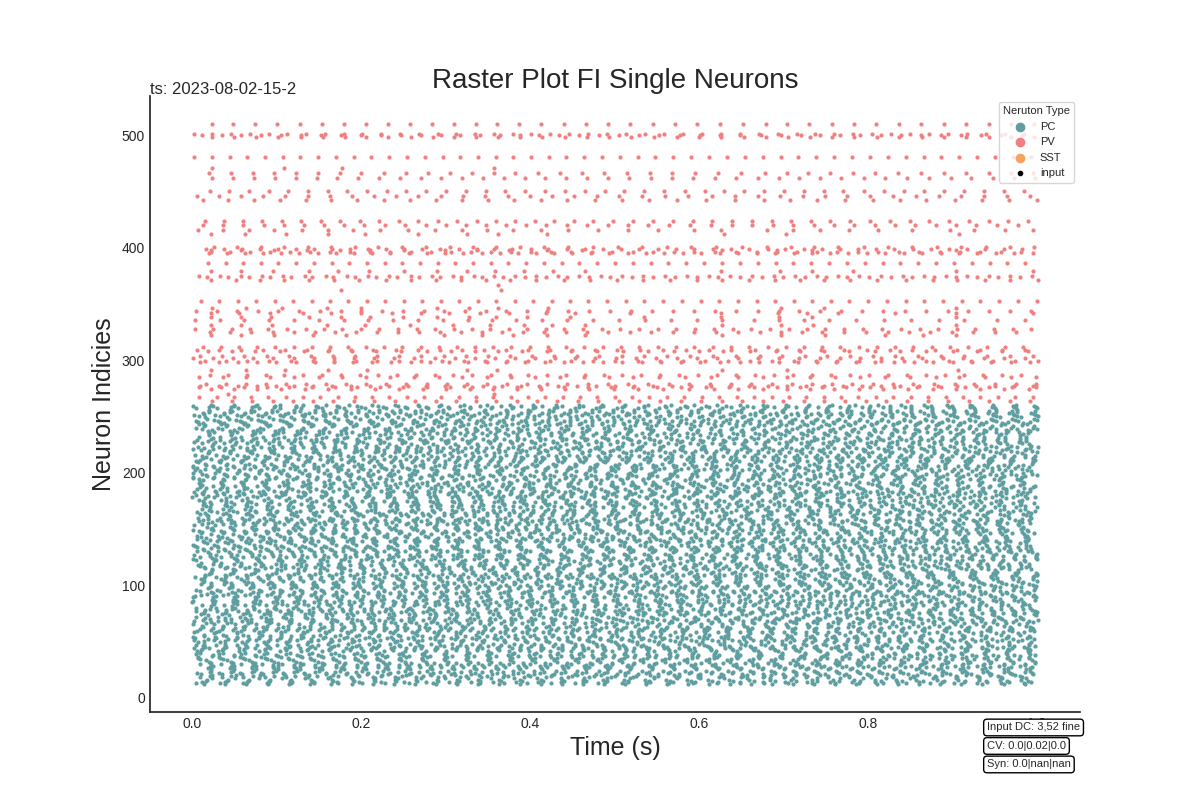 Raster Plot FI Single Neurons
ts: 2023-08-02-15-2
Neruton Type
PC
PV
SST
input
500
400
300
200
100
0
Neuron Indicies
0.0 0.2 0.4 0.6 0.8
Time (s)
Input DC: 3,52 fine
CV: 0.0|0.02|0.0
Syn: 0.0|nan|nan